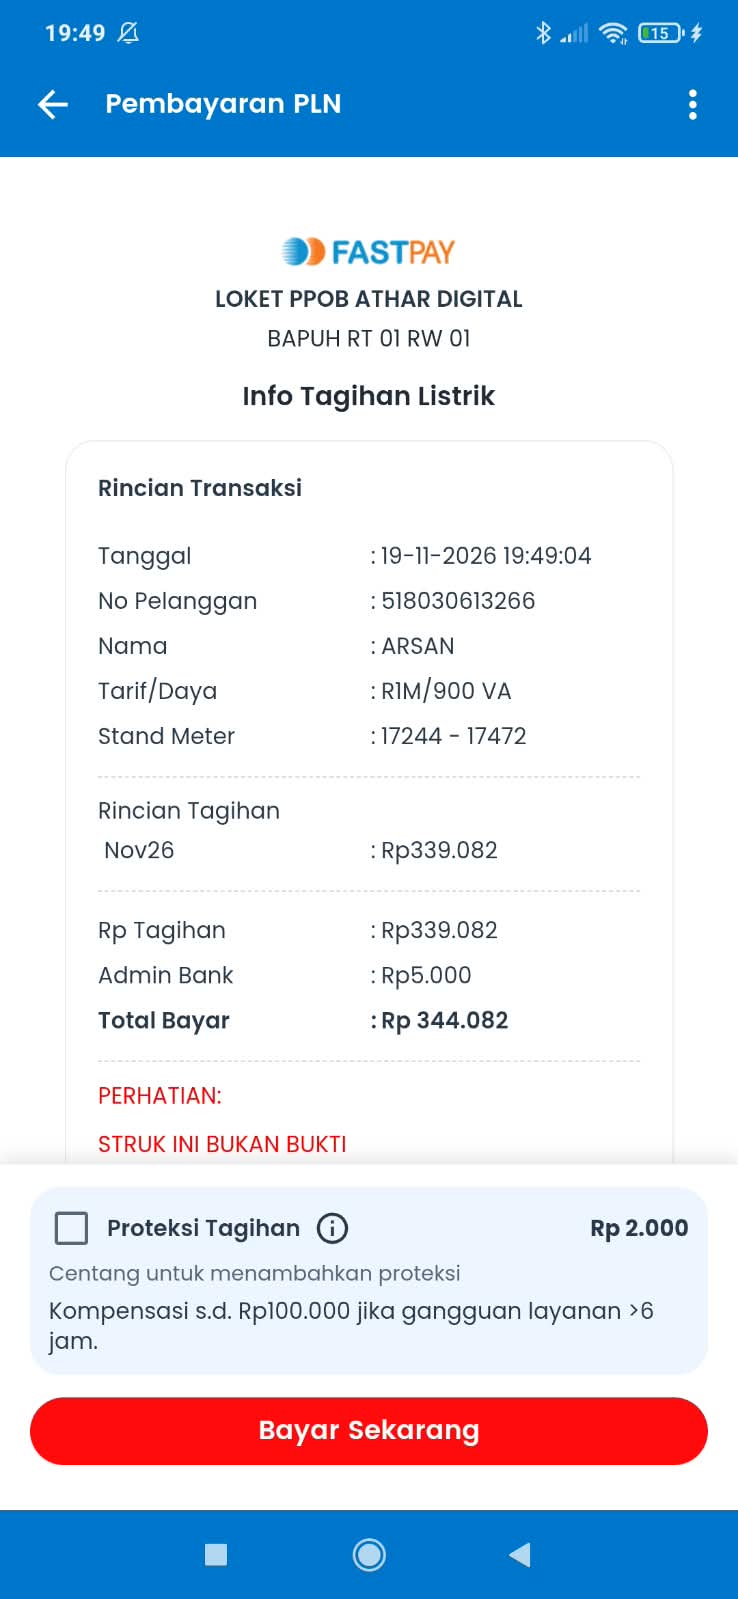 19:49
15
Pembayaran PLN
FASTPAY
LOKET PPOB ATHAR DIGITAL
BAPUH RT 01 RW 01
Info Tagihan Listrik
Rincian Transaksi
Tanggal : 19-11-2026 19:49:04
No Pelanggan : 518030613266
Nama : ARSAN
Tarif/Daya : R1M/900 VA
Stand Meter : 17244 - 17472
Rincian Tagihan
Nov26 : Rp339.082
Rp Tagihan : Rp339.082
Admin Bank : Rp5.000
Total Bayar : Rp 344.082
PERHATIAN:
STRUK INI BUKAN BUKTI
Proteksi Tagihan Rp 2.000
Centang untuk menambahkan proteksi
Kompensasi s.d. Rp100.000 jika gangguan layanan >6
jam.
Bayar Sekarang